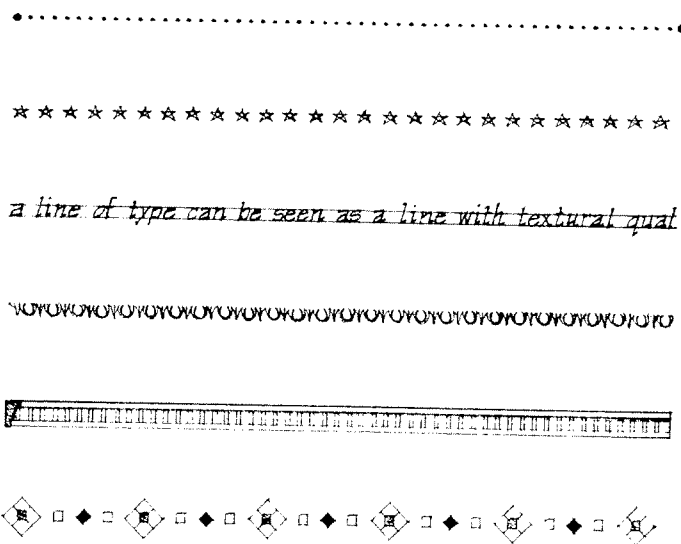 a line of type can be seen as a line with textural qual